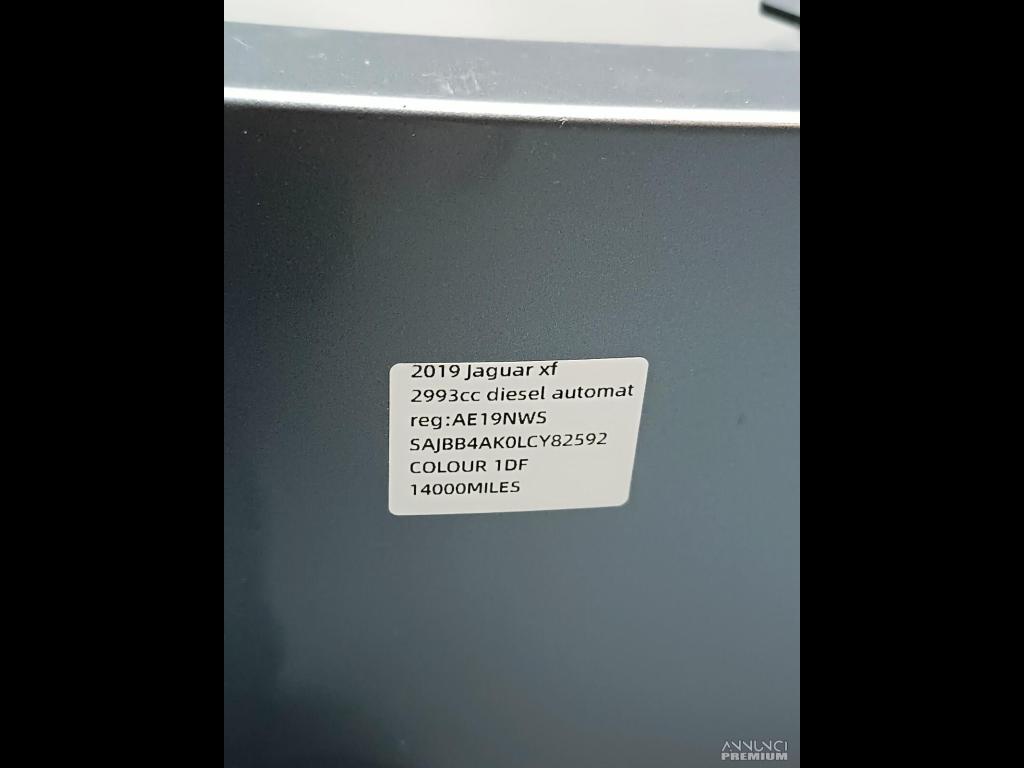 2019 Jaguar xf
2993cc diesel automat
reg:AE19NWS
SAJBB4AK0LCY82592
COLOUR 1DF
14000MILES
ANNUNCI
PREMIUM